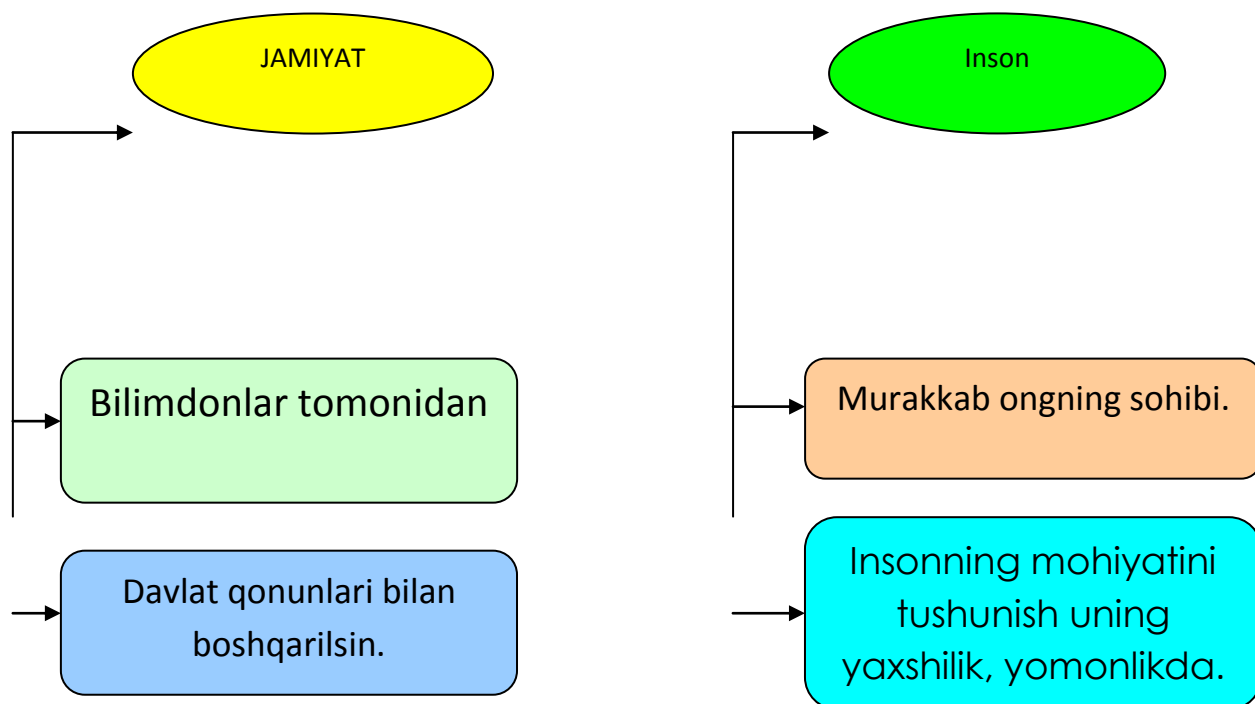 JAMIYAT
Inson
Bilimdonlar tomonidan
Murakkab ongning sohibi.
Davlat qonunlari bilan
boshqarilsin.
Insonning mohiyatini
tushunish uning
yaxshilik, yomonlikda.